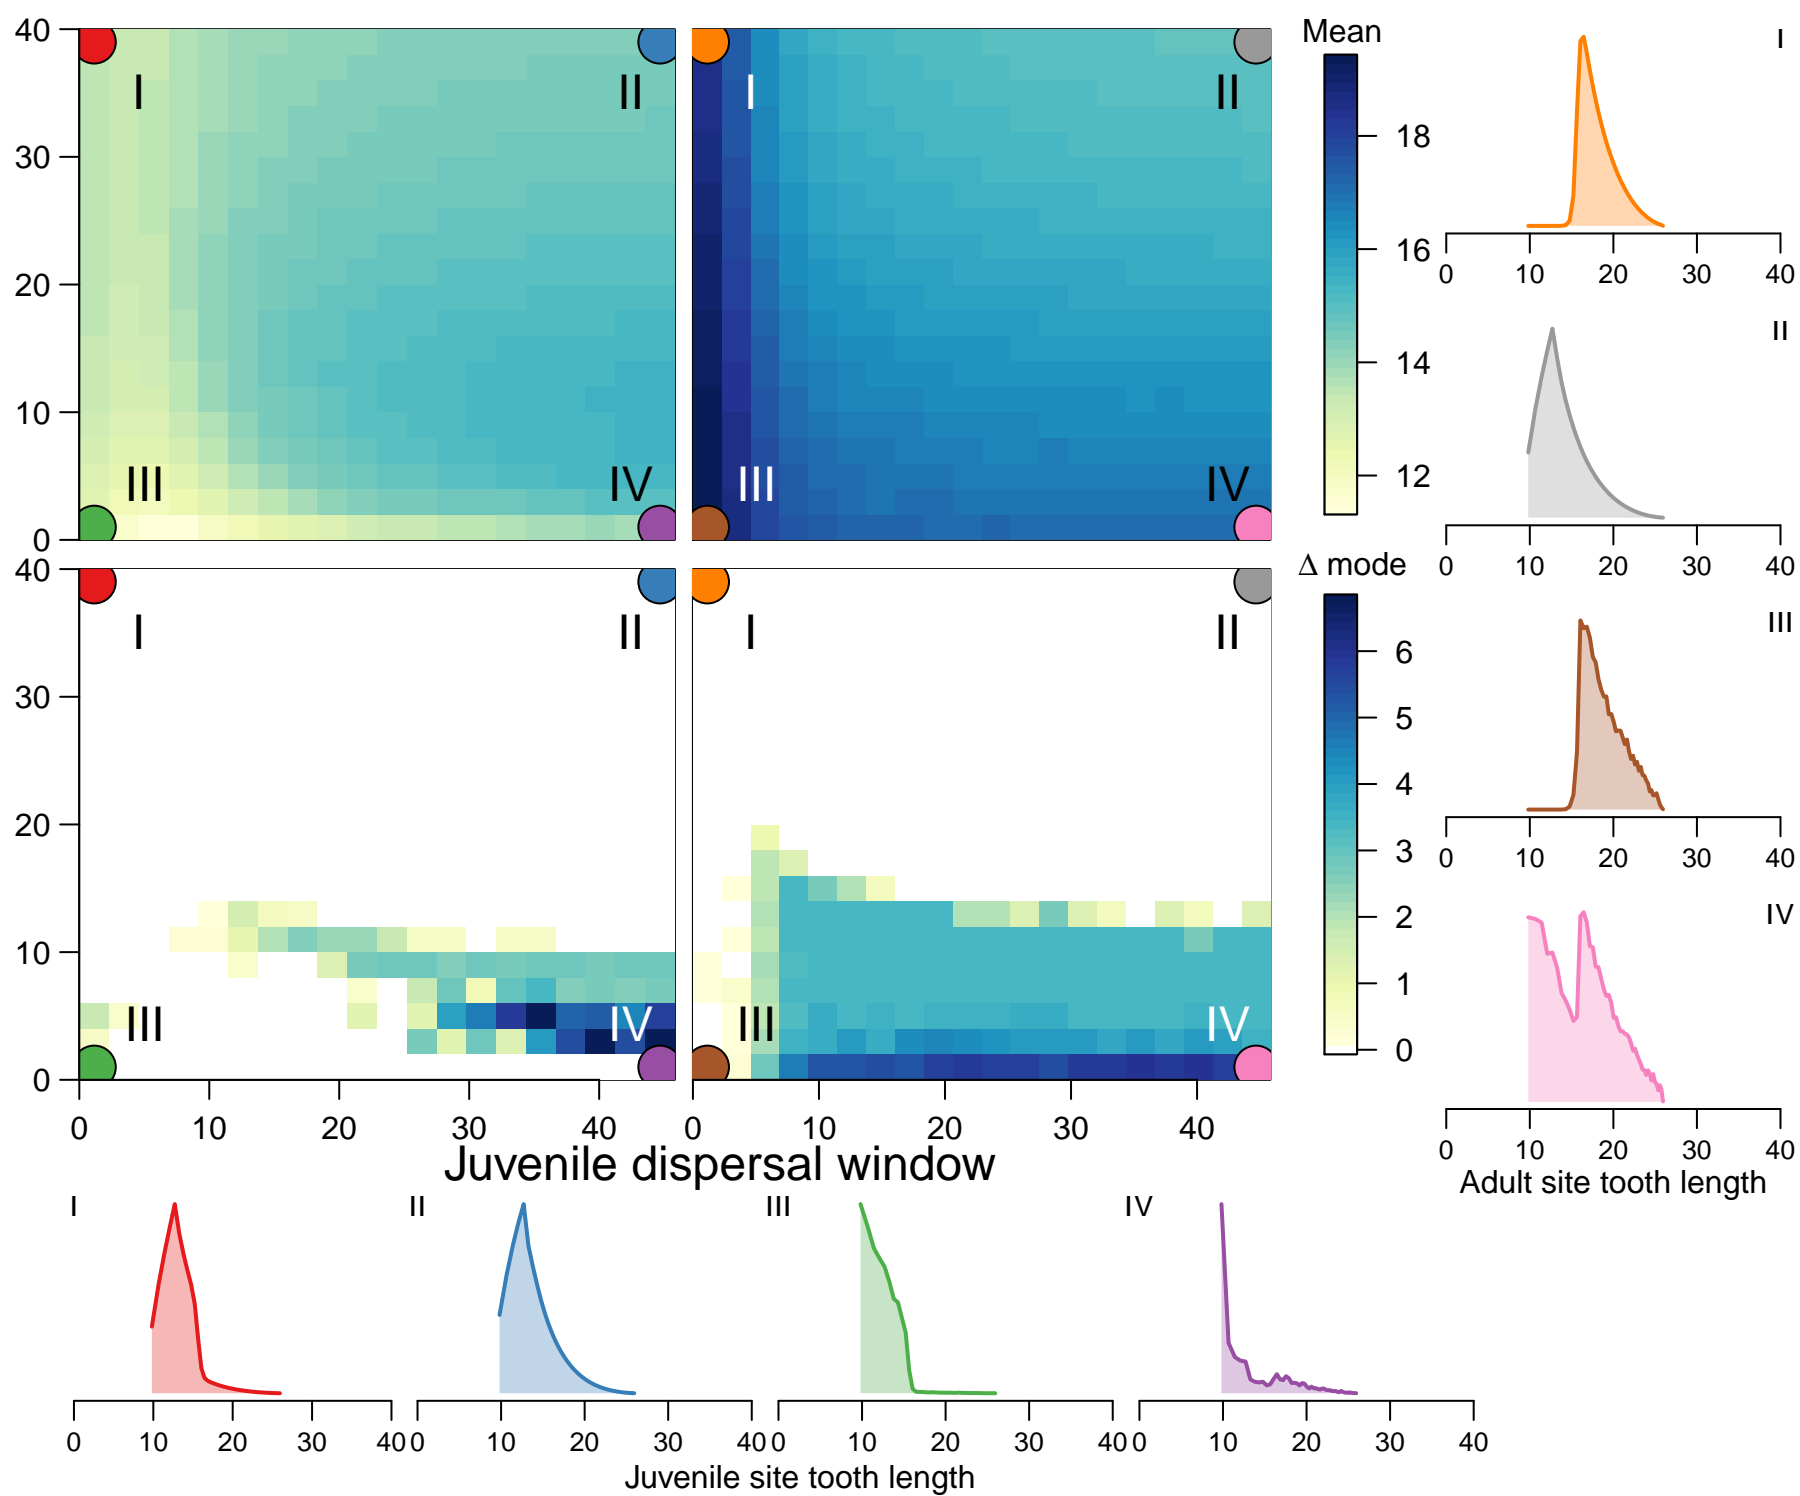 40
30
20
10
0
I
II
III
IV
I
II
III
IV
Mean
18
16
14
12
I
0 10 20 30 40
II
0 10 20 30 40
III
0 10 20 30 40
IV
0 10 20 30 40
Adult site tooth length
40
30
20
10
0
I
II
III
IV
0 10 20 30 40
I
II
III
IV
0 10 20 30 40
Δ mode
6
5
4
3
2
1
0
Juvenile dispersal window
I
0 10 20 30 40
II
0 10 20 30 40
III
0 10 20 30 40
IV
0 10 20 30 40
Juvenile site tooth length